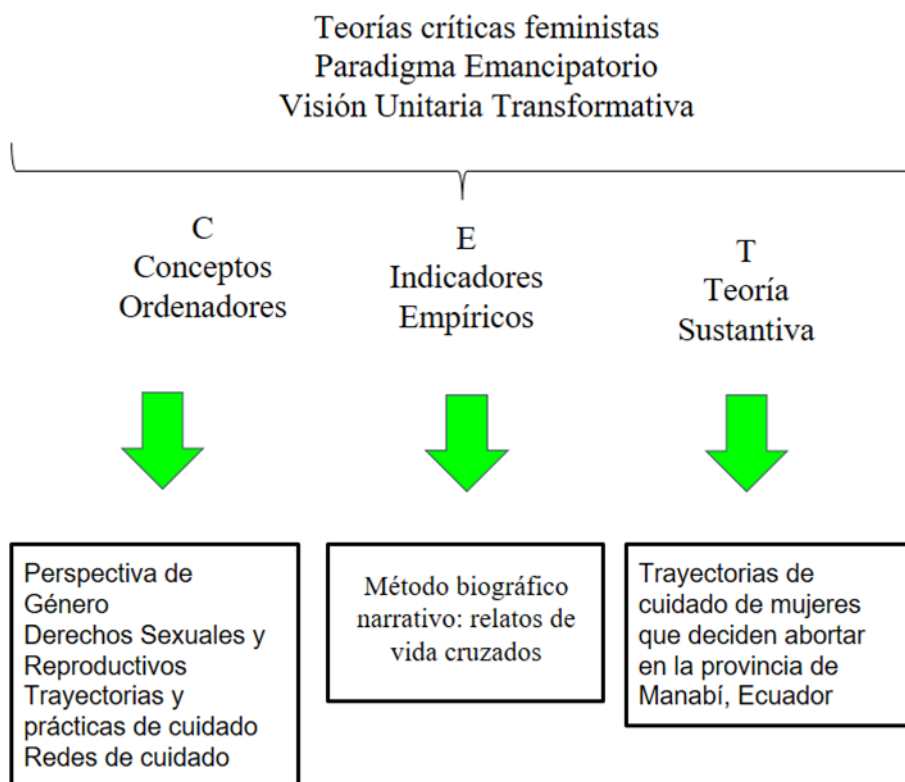 Teorías críticas feministas
Paradigma Emancipatorio
Visión Unitaria Transformativa
C
Conceptos
Ordenadores
E
Indicadores
Empíricos
T
Teoría
Sustantiva
Perspectiva de
Género
Derechos Sexuales y
Reproductivos
Trayectorias y
prácticas de cuidado
Redes de cuidado
Método biográfico
narrativo: relatos de
vida cruzados
Trayectorias de
cuidado de mujeres
que deciden abortar
en la provincia de
Manabí, Ecuador